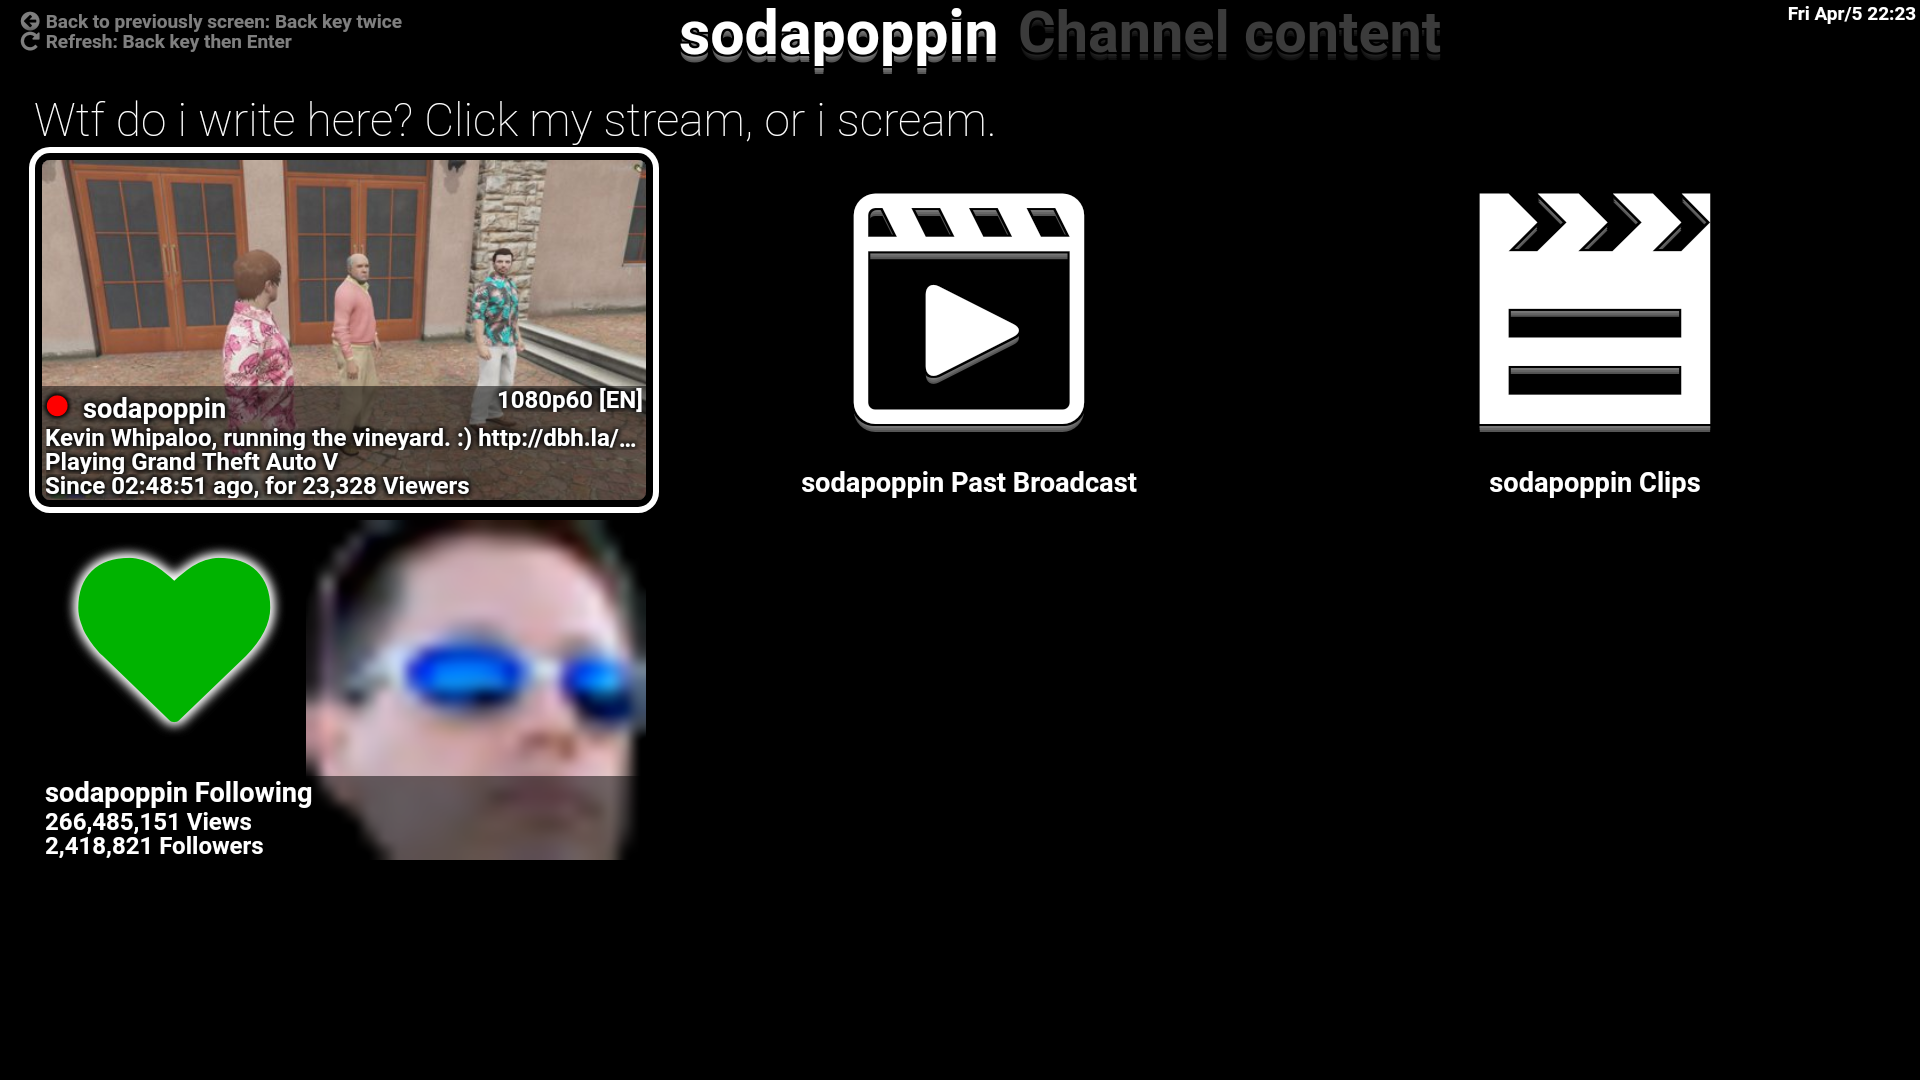 Back to previously screen: Back key twice
Refresh: Back key then Enter
sodapoppin Channel content
Fri Apr/5 22:23
Wtf do i write here? Click my stream, or i scream.
sodapoppin
1080p60 [EN]
Kevin Whipaloo, running the vineyard. :) http://dbh.la/...
Playing Grand Theft Auto V
Since 02:48:51 ago, for 23,328 Viewers
sodapoppin Past Broadcast
sodapoppin Clips
sodapoppin Following
266,485,151 Views
2,418,821 Followers